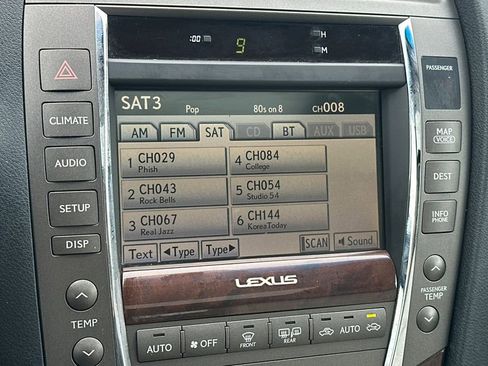 :00
9
H
M
PASSENGER
SAT3
Pop
80s on 8
CH008
AM
FM
SAT
CD
BT
AUX
USB
1 CH029
Phish
4 CH084
College
2 CH043
Rock Bells
5 CH054
Studio 54
3 CH067
Real Jazz
6 CH144
KoreaToday
Text
◄Type
Type►
SCAN
Sound
CLIMATE
AUDIO
SETUP
DISP
TEMP
MAP
VOICE
DEST
INFO
PHONE
PASSENGER
TEMP
LEXUS
AUTO
OFF
FRONT
REAR
AUTO